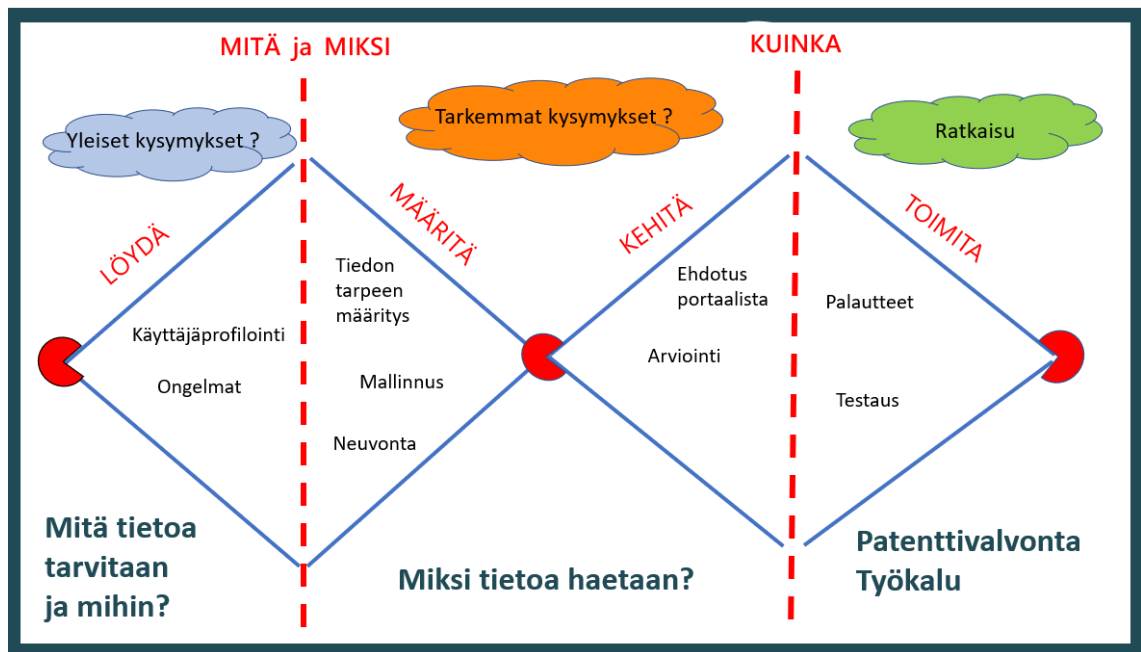 MITÄ ja MIKSI
KUINKA
Yleiset kysymykset ?
Tarkemmat kysymykset ?
Ratkaisu
LÖYDÄ
MÄÄRITÄ
KEHITÄ
TOIMITA
Käyttäjäprofilointi
Ongelmat
Tiedon
tarpeen
määritys
Mallinnus
Neuvonta
Ehdotus
portaalista
Arviointi
Palautteet
Testaus
Mitä tietoa
tarvitaan
ja mihin?
Miksi tietoa haetaan?
Patenttivalvonta
Työkalu